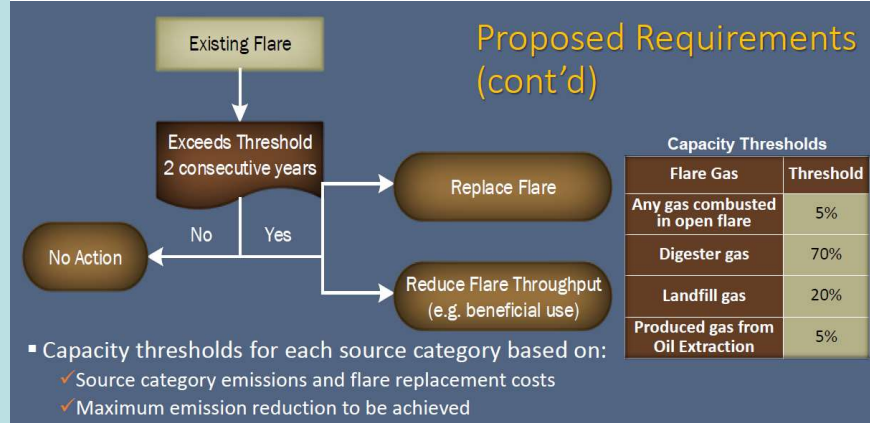 Proposed Requirements
(cont'd)
Existing Flare
Exceeds Threshold
2 consecutive years
No
Yes
No Action
Replace Flare
Reduce Flare Throughput
(e.g. beneficial use)
Capacity Thresholds
Flare Gas Threshold
Any gas combusted
in open flare
5%
Digester gas 70%
Landfill gas 20%
Produced gas from
Oil Extraction
5%
▪ Capacity thresholds for each source category based on:
✓Source category emissions and flare replacement costs
✓Maximum emission reduction to be achieved